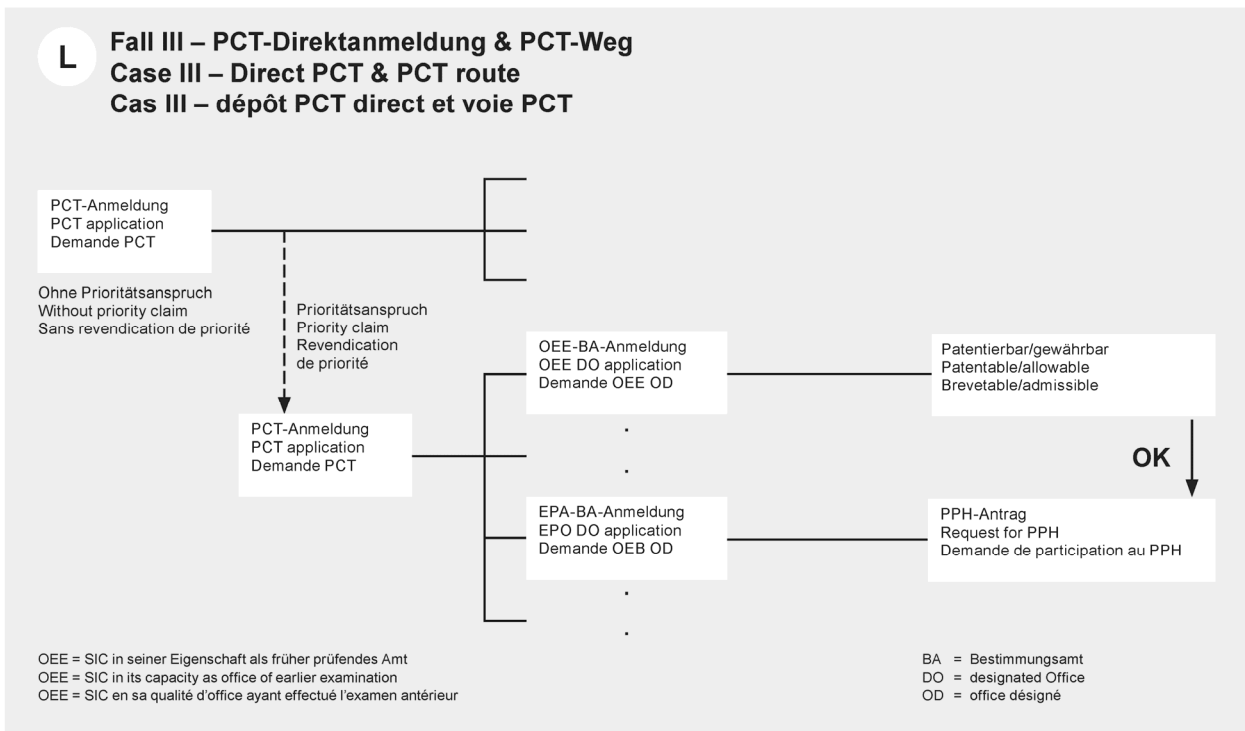 L
Fall III – PCT-Direktanmeldung & PCT-Weg
Case III – Direct PCT & PCT route
Cas III – dépôt PCT direct et voie PCT
PCT-Anmeldung
PCT application
Demande PCT
Ohne Prioritätsanspruch
Without priority claim
Sans revendication de priorité
Prioritätsanspruch
Priority claim
Revendication
de priorité
OEE-BA-Anmeldung
OEE DO application
Demande OEE OD
Patentierbar/gewährbar
Patentable/allowable
Brevetable/admissible
PCT-Anmeldung
PCT application
Demande PCT
OK
EPA-BA-Anmeldung
EPO DO application
Demande OEB OD
PPH-Antrag
Request for PPH
Demande de participation au PPH
OEE = SIC in seiner Eigenschaft als früher prüfendes Amt
OEE = SIC in its capacity as office of earlier examination
OEE = SIC en sa qualité d'office ayant effectué l'examen antérieur
BA = Bestimmungsamt
DO = designated Office
OD = office désigné